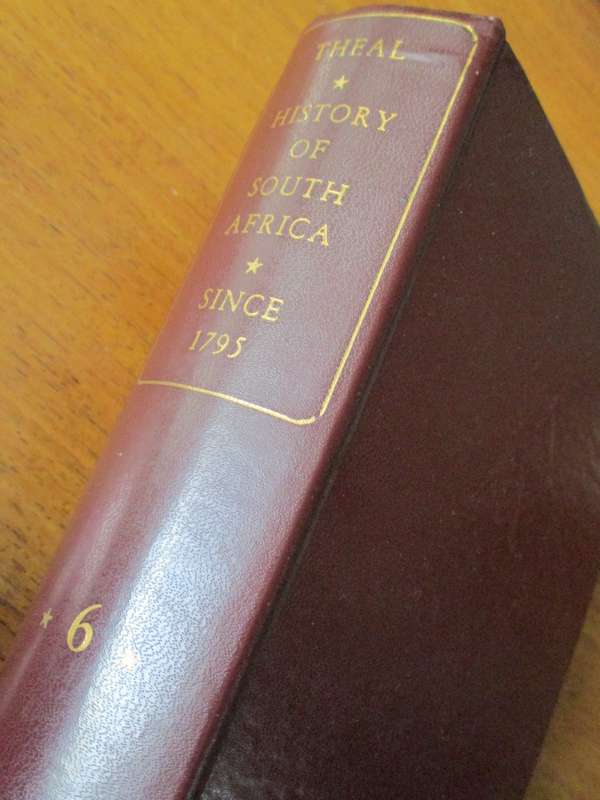 THEAL
HISTORY
OF
SOUTH
AFRICA
SINCE
1795
6